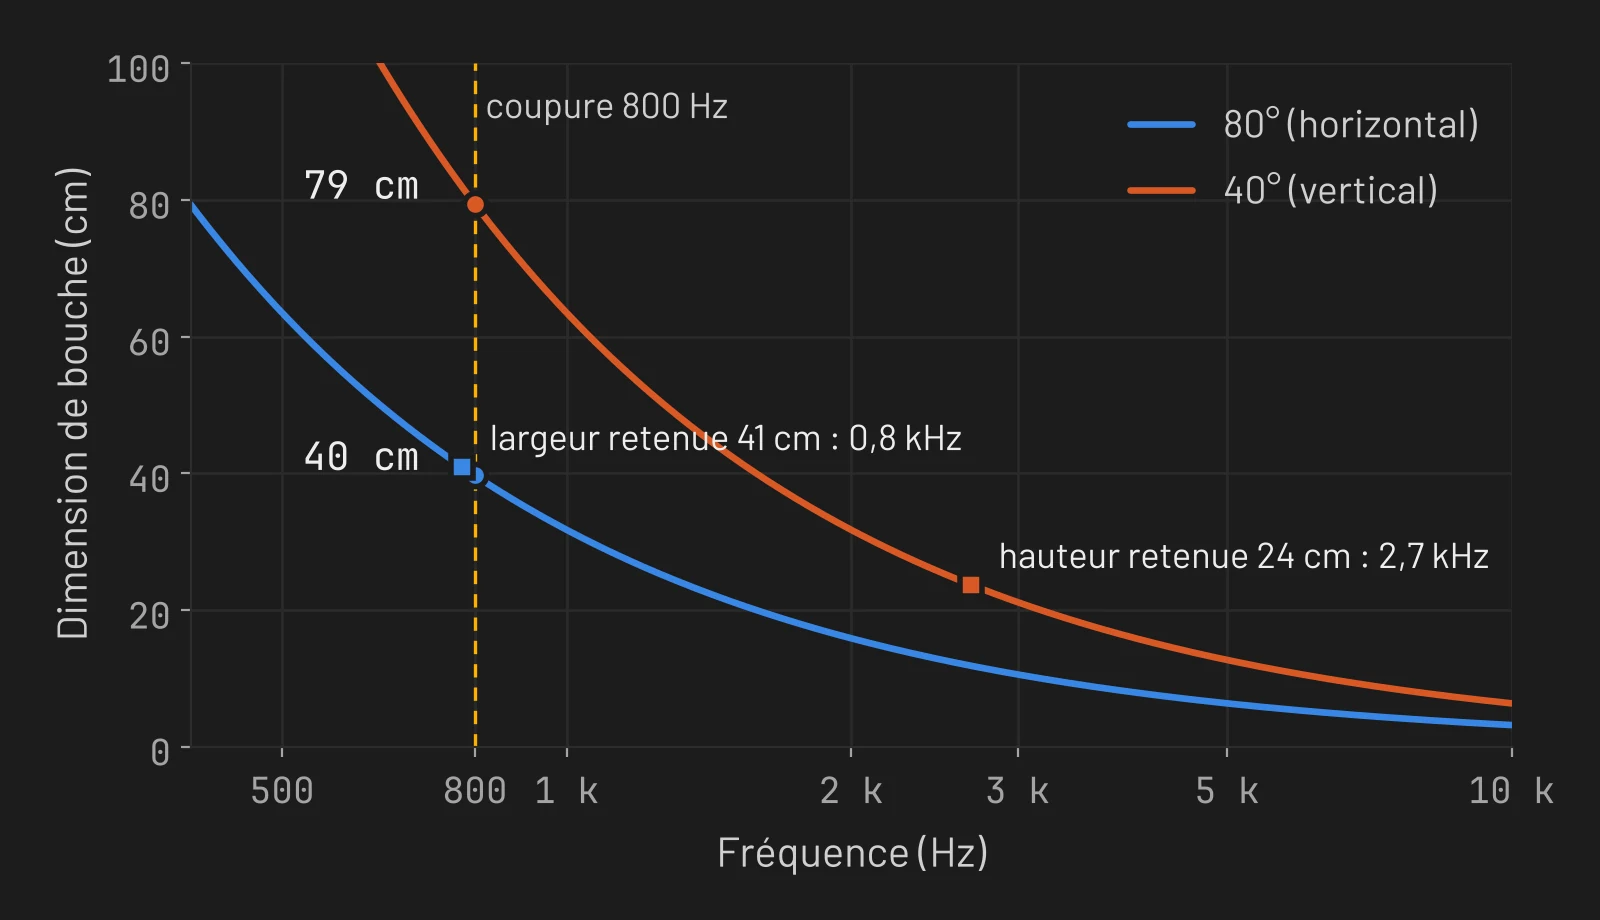 100
80
60
40
20
0
Dimension de bouche (cm)
coupure 800 Hz
80° (horizontal)
40° (vertical)
79 cm
40 cm
largeur retenue 41 cm : 0,8 kHz
hauteur retenue 24 cm : 2,7 kHz
500 800 1 k 2 k 3 k 5 k 10 k
Fréquence (Hz)